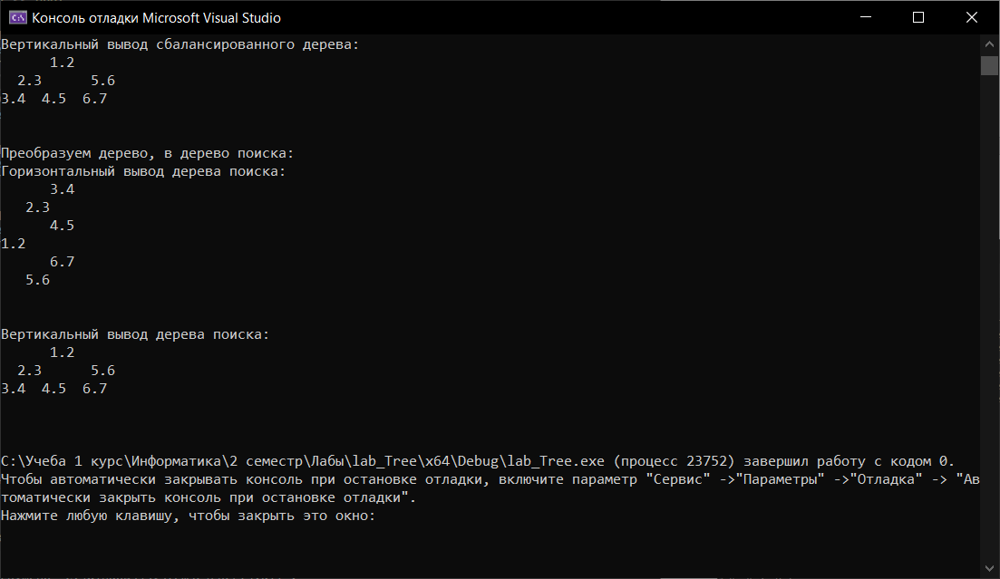 Консоль отладки Microsoft Visual Studio
Вертикальный вывод сбалансированного дерева:
      1.2
  2.3      5.6
3.4  4.5  6.7
Преобразуем дерево, в дерево поиска:
Горизонтальный вывод дерева поиска:
      3.4
   2.3
      4.5
1.2
      6.7
   5.6
Вертикальный вывод дерева поиска:
      1.2
  2.3      5.6
3.4  4.5  6.7
C:\Учеба 1 курс\Информатика\2 семестр\Лабы\lab_Tree\x64\Debug\lab_Tree.exe (процесс 23752) завершил работу с кодом 0.
Чтобы автоматически закрывать консоль при остановке отладки, включите параметр "Сервис" ->"Параметры" ->"Отладка" -> "Ав
томатически закрыть консоль при остановке отладки".
Нажмите любую клавишу, чтобы закрыть это окно: